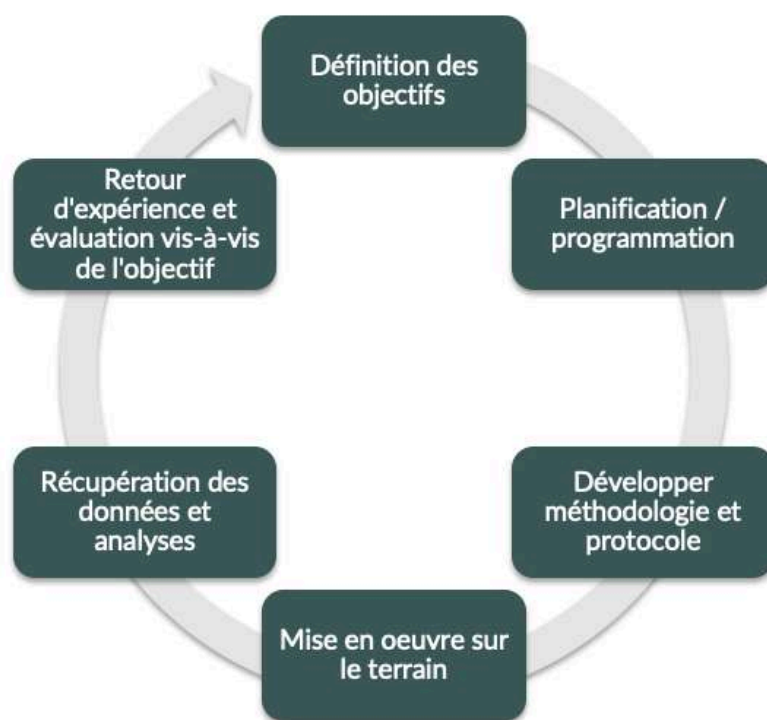 Définition des
objectifs
Planification /
programmation
Développer
méthodologie et
protocole
Mise en oeuvre sur
le terrain
Récupération des
données et
analyses
Retour
d'expérience et
évaluation vis-à-vis
de l'objectif